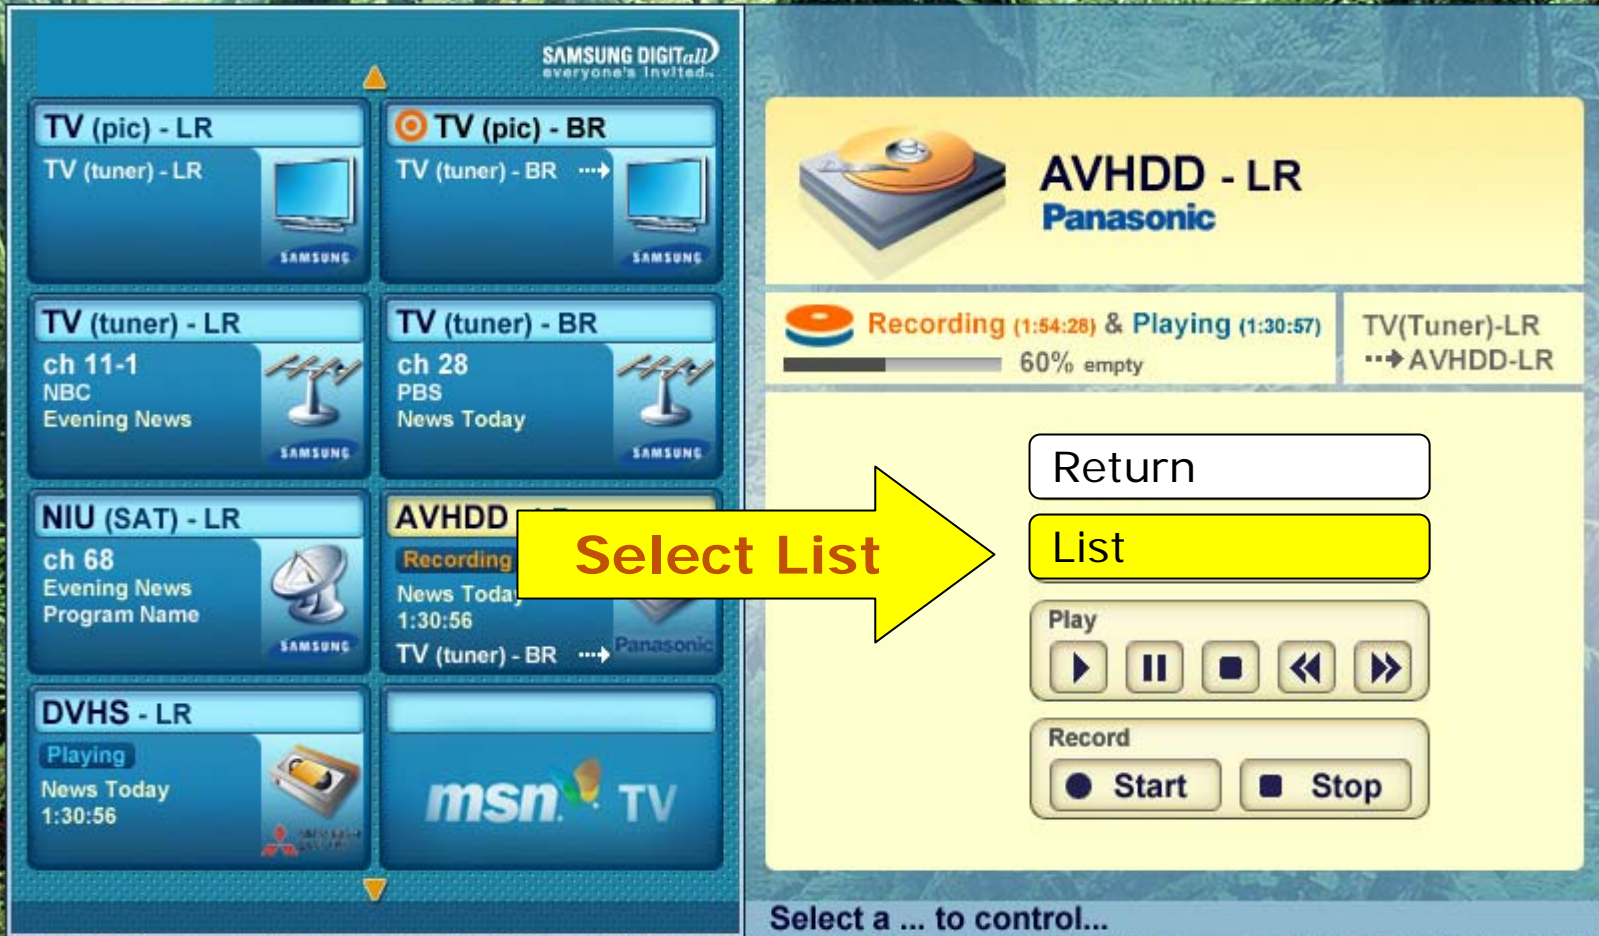 SAMSUNG DIGITall
everyone's invited™
TV (pic) - LR
TV (tuner) - LR
SAMSUNG
TV (pic) - BR
TV (tuner) - BR
SAMSUNG
TV (tuner) - LR
ch 11-1
NBC
Evening News
SAMSUNG
TV (tuner) - BR
ch 28
PBS
News Today
SAMSUNG
NIU (SAT) - LR
ch 68
Evening News
Program Name
SAMSUNG
AVHDD
Recording
News Today
1:30:56
TV (tuner) - BR
Panasonic
DVHS - LR
Playing
News Today
1:30:56
msn TV
Select List
AVHDD - LR
Panasonic
Recording (1:54:28) & Playing (1:30:57)
60% empty
TV(Tuner)-LR
AVHDD-LR
Return
List
Play
Record
Start
Stop
Select a ... to control...